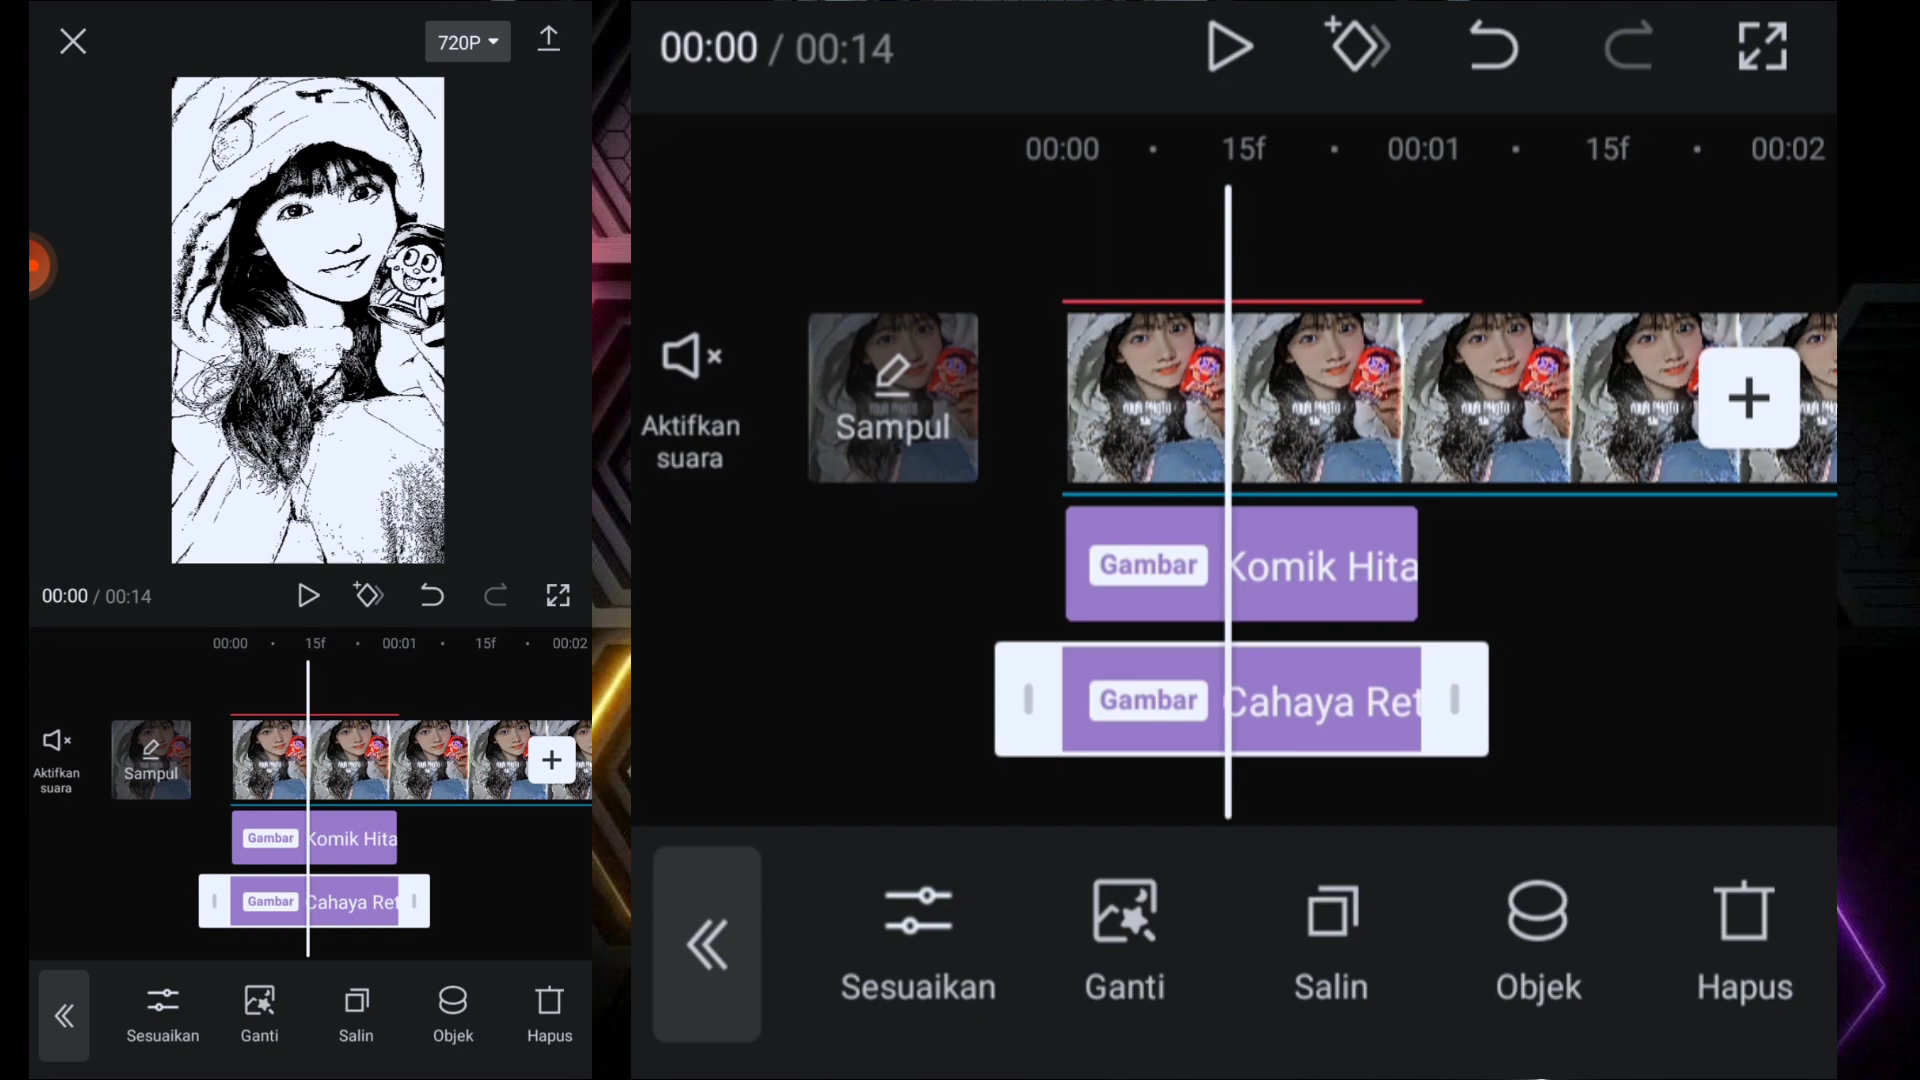 720P
00:00 / 00:14
00:00 15f 00:01 15f 00:02
Aktifkan
suara
Sampul
Gambar Komik Hita
Gambar Cahaya Ret
Sesuaikan Ganti Salin Objek Hapus
00:00 / 00:14
00:00 15f 00:01 15f 00:02
Aktifkan
suara
Sampul
YOUR PHOTO
Gambar Komik Hita
Gambar Cahaya Ret
Sesuaikan Ganti Salin Objek Hapus